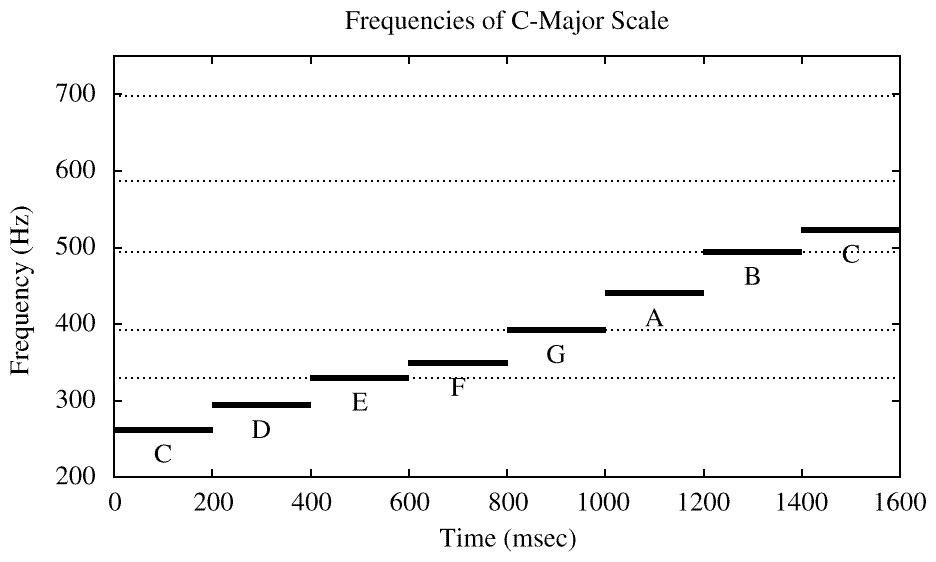 Frequencies of C-Major Scale
700
600
500
400
300
200
Frequency (Hz)
C
D
E
F
G
A
B
C
0 200 400 600 800 1000 1200 1400 1600
Time (msec)